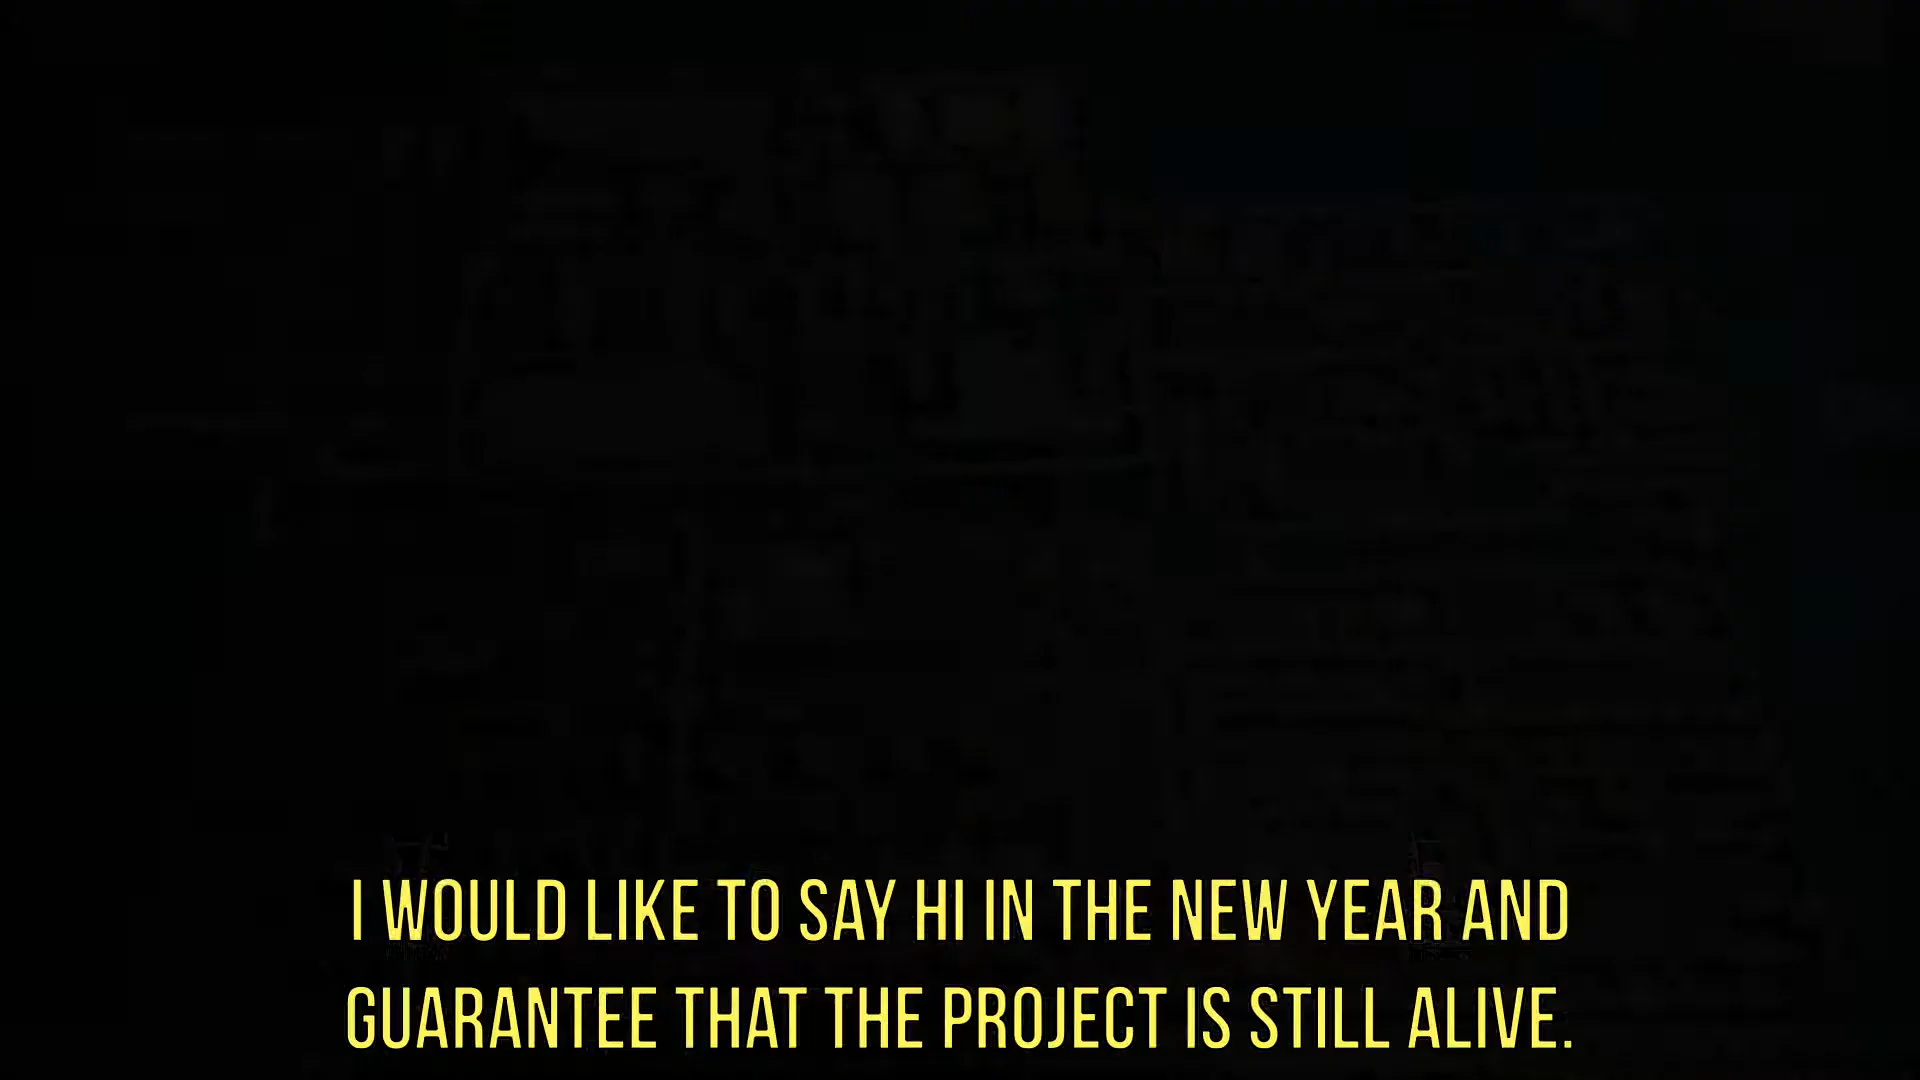 I WOULD LIKE TO SAY HI IN THE NEW YEAR AND
GUARANTEE THAT THE PROJECT IS STILL ALIVE.